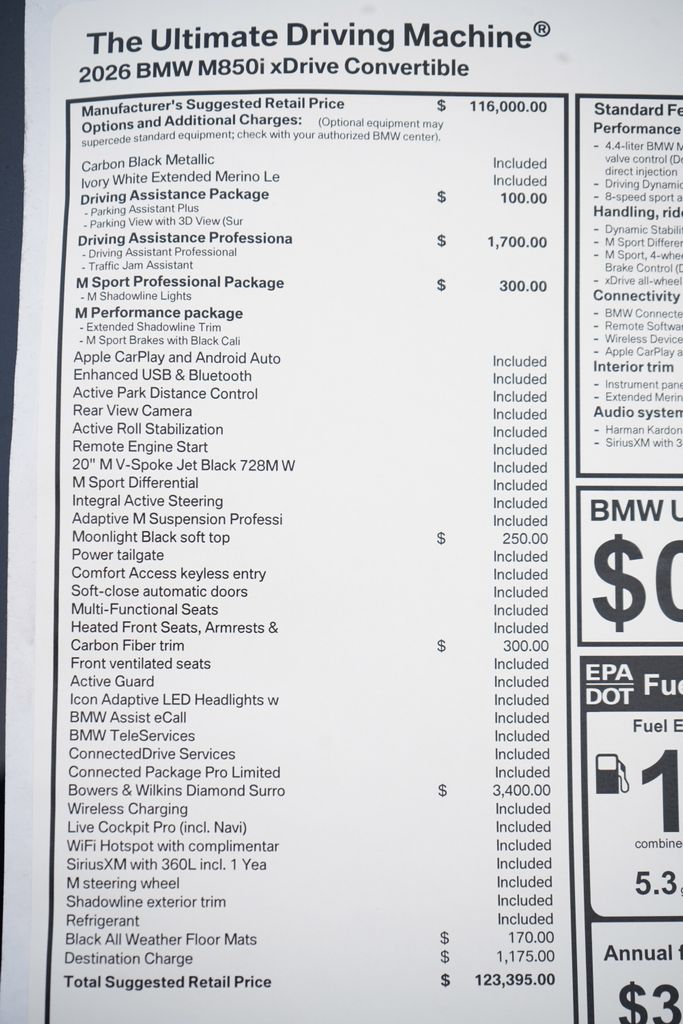 The Ultimate Driving Machine®
2026 BMW M850i xDrive Convertible
Manufacturer's Suggested Retail Price $ 116,000.00
Options and Additional Charges: (Optional equipment may
supercede standard equipment; check with your authorized BMW center).
Carbon Black Metallic Included
Ivory White Extended Merino Le Included
Driving Assistance Package $ 100.00
- Parking Assistant Plus
- Parking View with 3D View (Sur
Driving Assistance Professiona $ 1,700.00
- Driving Assistant Professional
- Traffic Jam Assistant
M Sport Professional Package $ 300.00
- M Shadowline Lights
M Performance package
- Extended Shadowline Trim
- M Sport Brakes with Black Cali
Apple CarPlay and Android Auto Included
Enhanced USB & Bluetooth Included
Active Park Distance Control Included
Rear View Camera Included
Active Roll Stabilization Included
Remote Engine Start Included
20" M V-Spoke Jet Black 728M W Included
M Sport Differential Included
Integral Active Steering Included
Adaptive M Suspension Professi Included
Moonlight Black soft top $ 250.00
Power tailgate Included
Comfort Access keyless entry Included
Soft-close automatic doors Included
Multi-Functional Seats Included
Heated Front Seats, Armrests & Included
Carbon Fiber trim $ 300.00
Front ventilated seats Included
Active Guard Included
Icon Adaptive LED Headlights w Included
BMW Assist eCall Included
BMW TeleServices Included
ConnectedDrive Services Included
Connected Package Pro Limited Included
Bowers & Wilkins Diamond Surro $ 3,400.00
Wireless Charging Included
Live Cockpit Pro (incl. Navi) Included
WiFi Hotspot with complimentar Included
SiriusXM with 360L incl. 1 Yea Included
M steering wheel Included
Shadowline exterior trim Included
Refrigerant Included
Black All Weather Floor Mats $ 170.00
Destination Charge $ 1,175.00
Total Suggested Retail Price $ 123,395.00
Standard Fe
Performance
- 4.4-liter BMW M
valve control (Do
direct injection
- Driving Dynamic
- 8-speed sport a
Handling, ride
- Dynamic Stabili
- M Sport Differen
- M Sport, 4-whee
Brake Control (D
- xDrive all-wheel
Connectivity
- BMW Connecte
- Remote Softwa
- Wireless Device
- Apple CarPlay a
Interior trim
- Instrument pane
- Extended Merin
Audio system
- Harman Kardon
- SiriusXM with 3
BMW U
$0
EPA
DOT Fue
Fuel E
1
combine
5.3
Annual f
$3